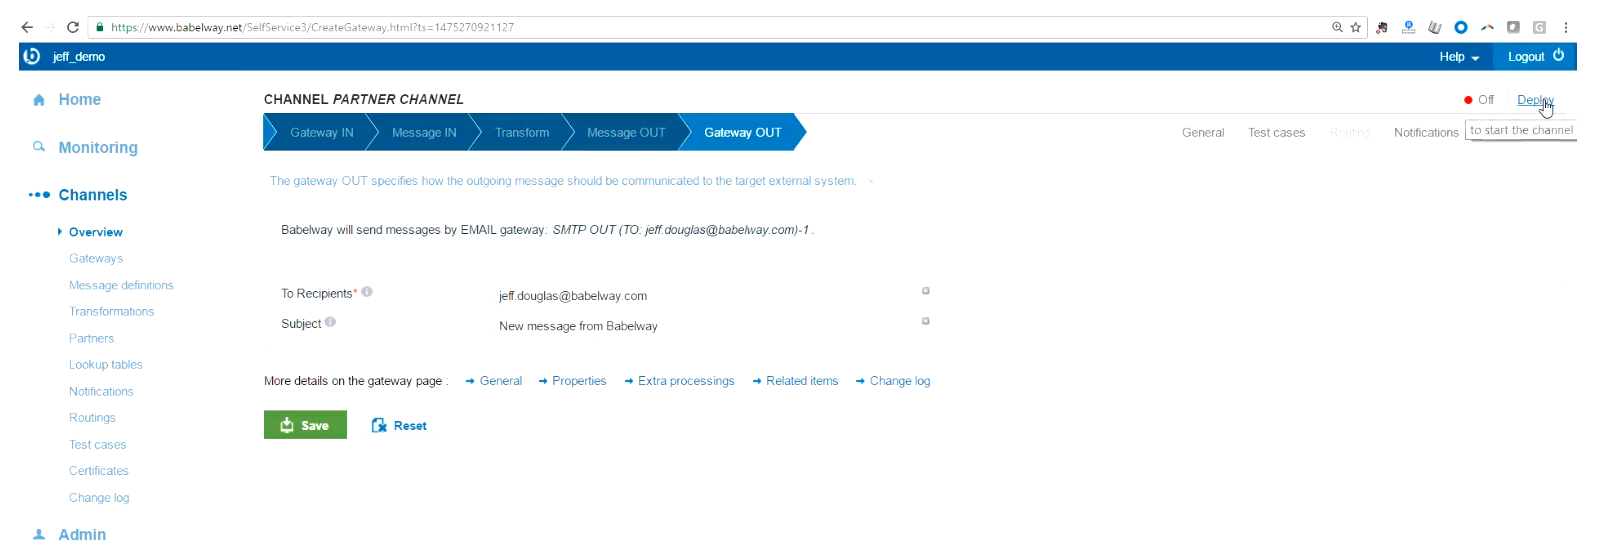 https://www.babelway.net/SelfService3/CreateGateway.html?ts=1475270921127
jeff_demo
Help
Logout
Home
Monitoring
Channels
Overview
Gateways
Message definitions
Transformations
Partners
Lookup tables
Notifications
Routings
Test cases
Certificates
Change log
Admin
CHANNEL PARTNER CHANNEL
Off
Deploy
to start the channel
Gateway IN
Message IN
Transform
Message OUT
Gateway OUT
General
Test cases
Routing
Notifications
The gateway OUT specifies how the outgoing message should be communicated to the target external system. ×
Babelway will send messages by EMAIL gateway: SMTP OUT (TO: jeff.douglas@babelway.com)-1 .
To Recipients*
jeff.douglas@babelway.com
Subject
New message from Babelway
More details on the gateway page : → General → Properties → Extra processings → Related items → Change log
Save
Reset